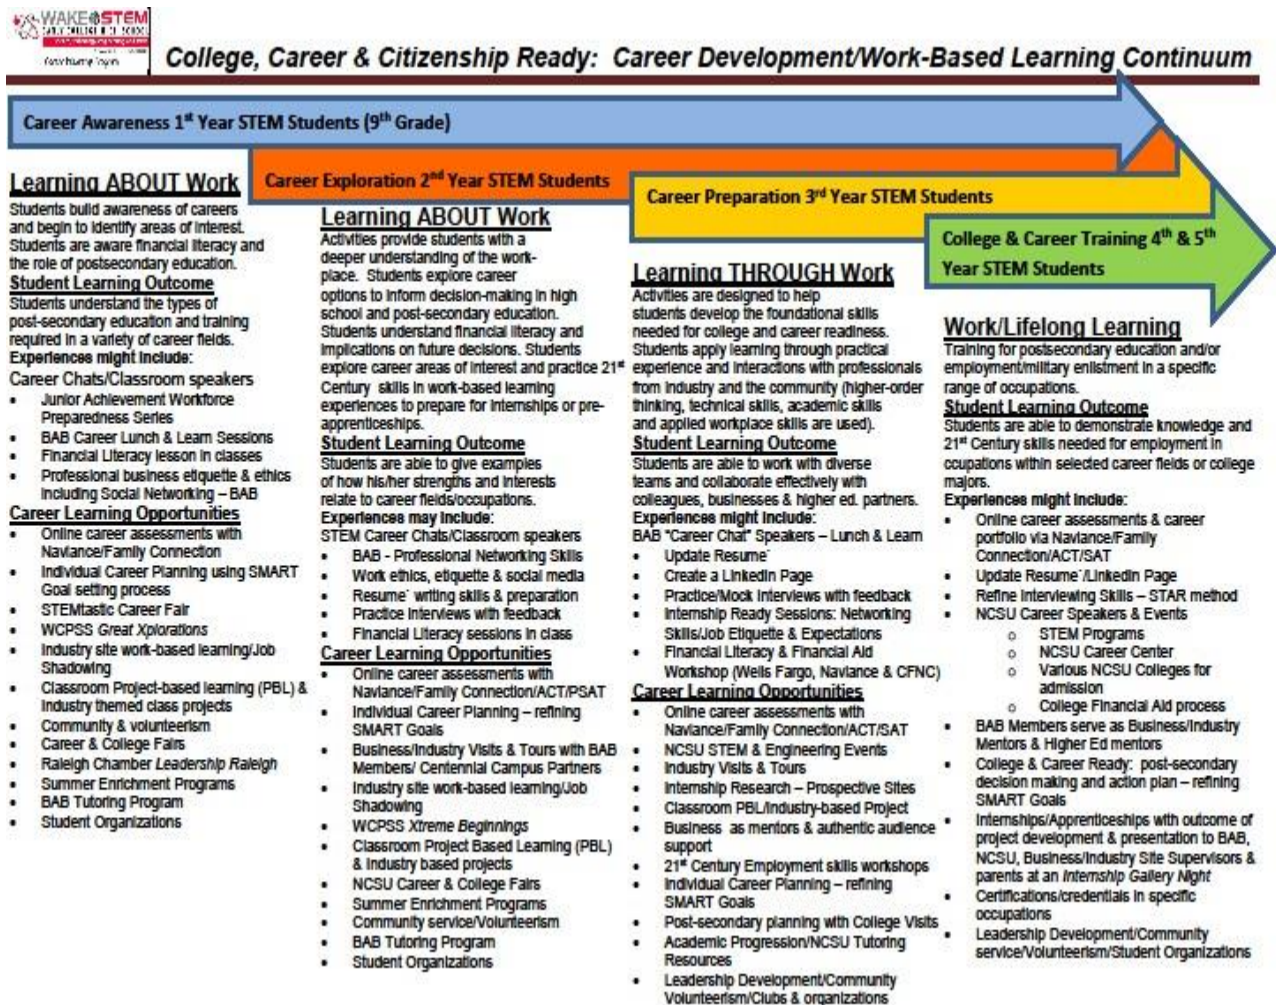 WAKE STEM
EARLY COLLEGE HIGH SCHOOL
College, Career & Citizenship Ready: Career Development/Work-Based Learning Continuum
Career Awareness 1st Year STEM Students (9th Grade)
Career Exploration 2nd Year STEM Students
Career Preparation 3rd Year STEM Students
College & Career Training 4th & 5th
Year STEM Students
Learning ABOUT Work
Students build awareness of careers
and begin to identify areas of interest.
Students are aware financial literacy and
the role of postsecondary education.
Student Learning Outcome
Students understand the types of
post-secondary education and training
required in a variety of career fields.
Experiences might include:
Career Chats/Classroom speakers
• Junior Achievement Workforce
Preparedness Series
• BAB Career Lunch & Learn Sessions
• Financial Literacy lesson in classes
• Professional business etiquette & ethics
including Social Networking – BAB
Career Learning Opportunities
• Online career assessments with
Naviance/Family Connection
• Individual Career Planning using SMART
Goal setting process
• STEMtastic Career Fair
• WCPSS Great Xplorations
• Industry site work-based learning/Job
Shadowing
• Classroom Project-based learning (PBL) &
Industry themed class projects
• Community & volunteerism
• Career & College Fairs
• Raleigh Chamber Leadership Raleigh
• Summer Enrichment Programs
• BAB Tutoring Program
• Student Organizations
Learning ABOUT Work
Activities provide students with a
deeper understanding of the work-
place. Students explore career
options to inform decision-making in high
school and post-secondary education.
Students understand financial literacy and
implications on future decisions. Students
explore career areas of interest and practice 21st
Century skills in work-based learning
experiences to prepare for internships or pre-
apprenticeships.
Student Learning Outcome
Students are able to give examples
of how his/her strengths and interests
relate to career fields/occupations.
Experiences may include:
STEM Career Chats/Classroom speakers
• BAB - Professional Networking Skills
• Work ethics, etiquette & social media
• Resume` writing skills & preparation
• Practice Interviews with feedback
• Financial Literacy sessions in class
Career Learning Opportunities
• Online career assessments with
Naviance/Family Connection/ACT/PSAT
• Individual Career Planning – refining
SMART Goals
• Business/Industry Visits & Tours with BAB
Members/ Centennial Campus Partners
• Industry site work-based learning/Job
Shadowing
• WCPSS Xtreme Beginnings
• Classroom Project Based Learning (PBL)
& Industry based projects
• NCSU Career & College Fairs
• Summer Enrichment Programs
• Community service/Volunteerism
• BAB Tutoring Program
• Student Organizations
Learning THROUGH Work
Activities are designed to help
students develop the foundational skills
needed for college and career readiness.
Students apply learning through practical
experience and interactions with professionals
from industry and the community (higher-order
thinking, technical skills, academic skills
and applied workplace skills are used).
Student Learning Outcome
Students are able to work with diverse
teams and collaborate effectively with
colleagues, businesses & higher ed. partners.
Experiences might include:
BAB "Career Chat" Speakers – Lunch & Learn
• Update Resume`
• Create a LinkedIn Page
• Practice/Mock Interviews with feedback
• Internship Ready Sessions: Networking
Skills/Job Etiquette & Expectations
• Financial Literacy & Financial Aid
Workshop (Wells Fargo, Naviance & CFNC)
Career Learning Opportunities
• Online career assessments with
Naviance/Family Connection/ACT/SAT
• NCSU STEM & Engineering Events
• Industry Visits & Tours
• Internship Research – Prospective Sites
• Classroom PBL/Industry-based Project
• Business as mentors & authentic audience
support
• 21st Century Employment skills workshops
• Individual Career Planning – refining
SMART Goals
• Post-secondary planning with College Visits
• Academic Progression/NCSU Tutoring
Resources
• Leadership Development/Community
Volunteerism/Clubs & organizations
Work/Lifelong Learning
Training for postsecondary education and/or
employment/military enlistment in a specific
range of occupations.
Student Learning Outcome
Students are able to demonstrate knowledge and
21st Century skills needed for employment in
ccupations within selected career fields or college
majors.
Experiences might include:
• Online career assessments & career
portfolio via Naviance/Family
Connection/ACT/SAT
• Update Resume`/LinkedIn Page
• Refine Interviewing Skills – STAR method
• NCSU Career Speakers & Events
o STEM Programs
o NCSU Career Center
o Various NCSU Colleges for
admission
o College Financial Aid process
• BAB Members serve as Business/Industry
Mentors & Higher Ed mentors
• College & Career Ready: post-secondary
decision making and action plan – refining
SMART Goals
• Internships/Apprenticeships with outcome of
project development & presentation to BAB,
NCSU, Business/Industry Site Supervisors &
parents at an Internship Gallery Night
• Certifications/credentials in specific
occupations
• Leadership Development/Community
service/Volunteerism/Student Organizations